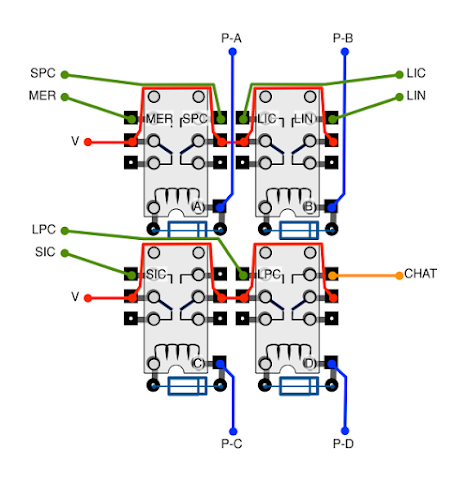 P-A P-B
SPC LIC
MER LIN
MER SPC LIC LIN
V
(A) (B)
LPC
SIC
SIC LPC CHAT
V
(C) (D)
P-C P-D